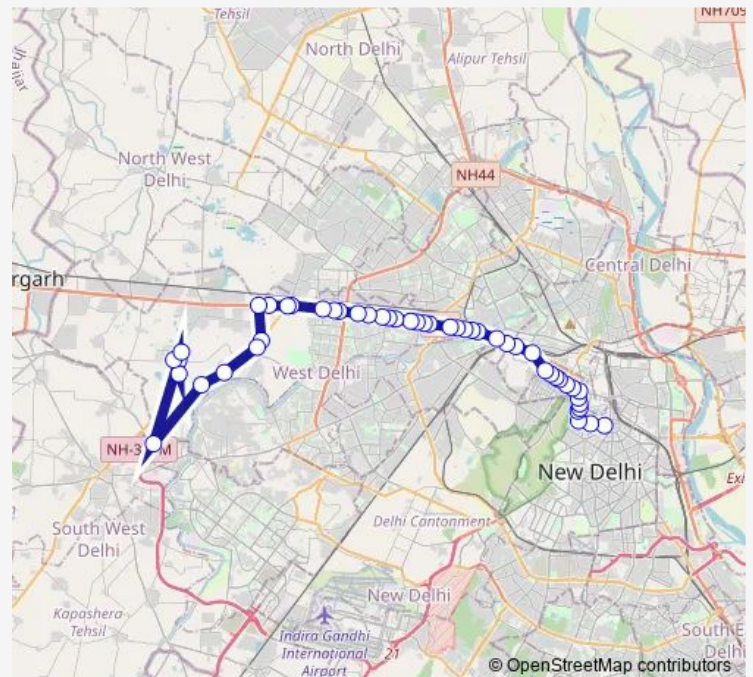 Tehsil
NH709
North Delhi
Alipur Tehsil
North West
Delhi
NH44
Central Delhi
rgarh
West Delhi
NH-3
M
New Delhi
South West
Delhi
Delhi Cantonment
New Delhi
Kapashera
Tehsil
Indira Gandhi
International
Airport
21
South E
Delhi
© OpenStreetMap contributors